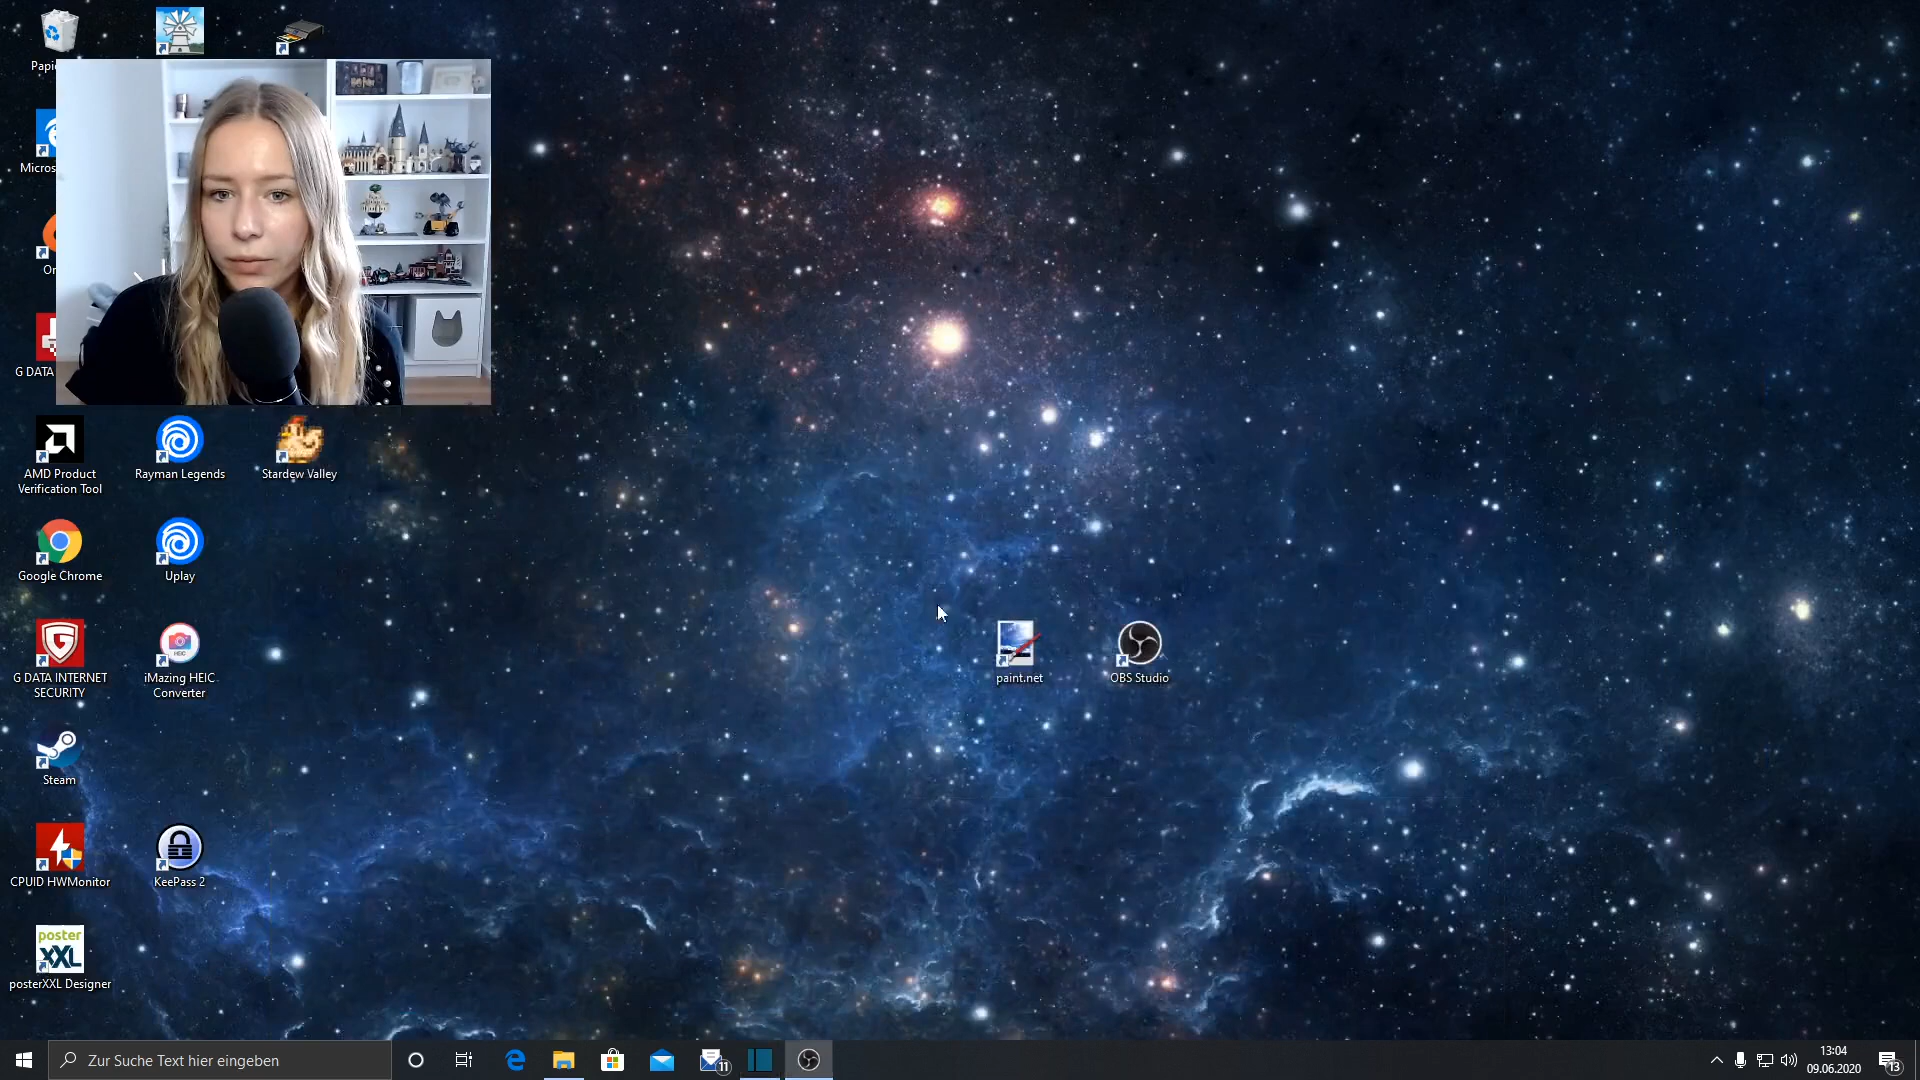 Papi
Micros
G DATA
AMD Product
Verification Tool
Rayman Legends
Stardew Valley
Google Chrome
Uplay
G DATA INTERNET
SECURITY
iMazing HEIC
Converter
HEIC
paint.net
OBS Studio
Steam
CPUID HWMonitor
KeePass 2
poster
XXL
posterXXL Designer
Zur Suche Text hier eingeben
11
13:04
09.06.2020
13